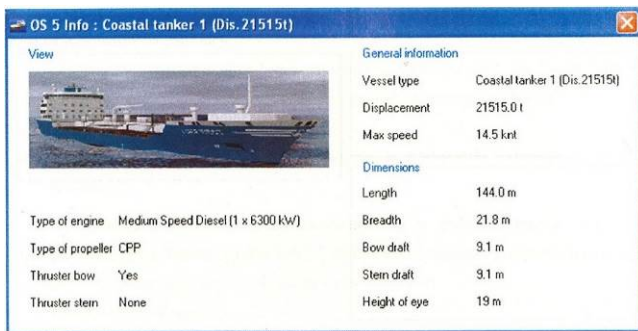 OS 5 Info : Coastal tanker 1 (Dis.21515t)
View
Type of engine Medium Speed Diesel (1 x 6300 kW)
Type of propeller CPP
Thruster bow Yes
Thruster stern None
General information
Vessel type Coastal tanker 1 (Dis.21515t)
Displacement 21515.0 t
Max speed 14.5 knt
Dimensions
Length 144.0 m
Breadth 21.8 m
Bow draft 9.1 m
Stern draft 9.1 m
Height of eye 19 m